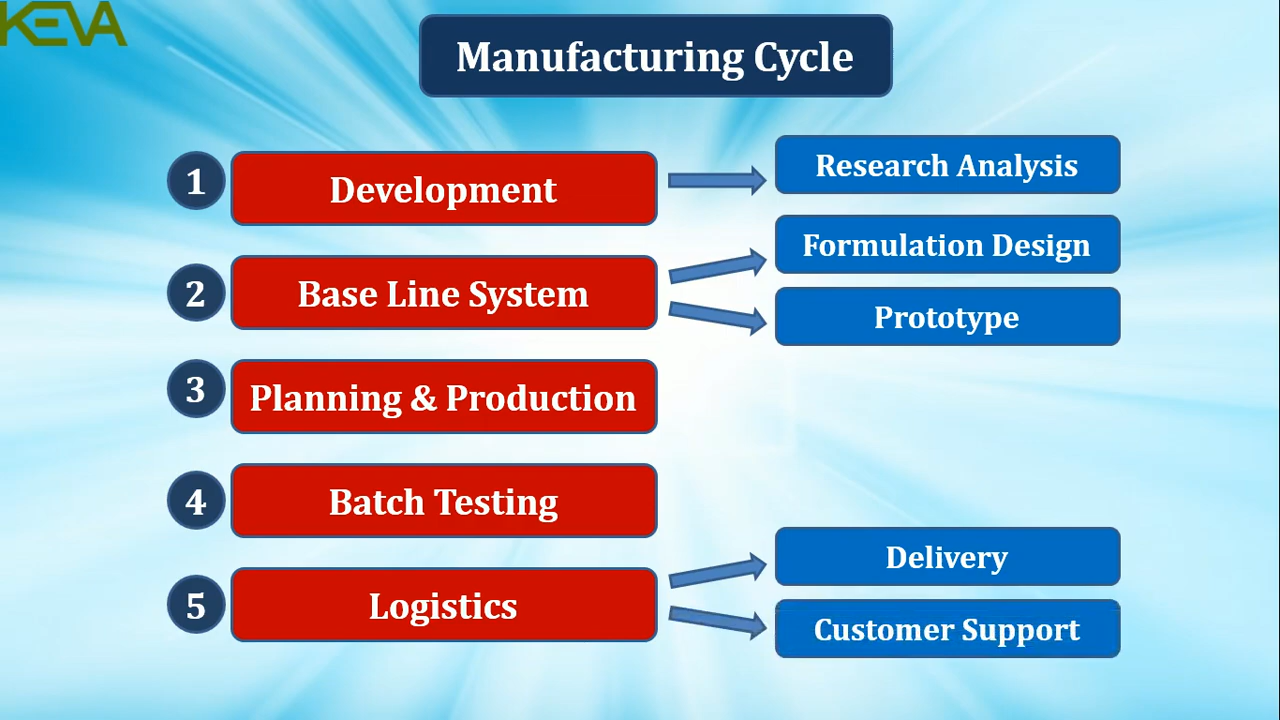 KEVA
Manufacturing Cycle
1
Development
Research Analysis
2
Base Line System
Formulation Design
Prototype
3
Planning & Production
4
Batch Testing
5
Logistics
Delivery
Customer Support